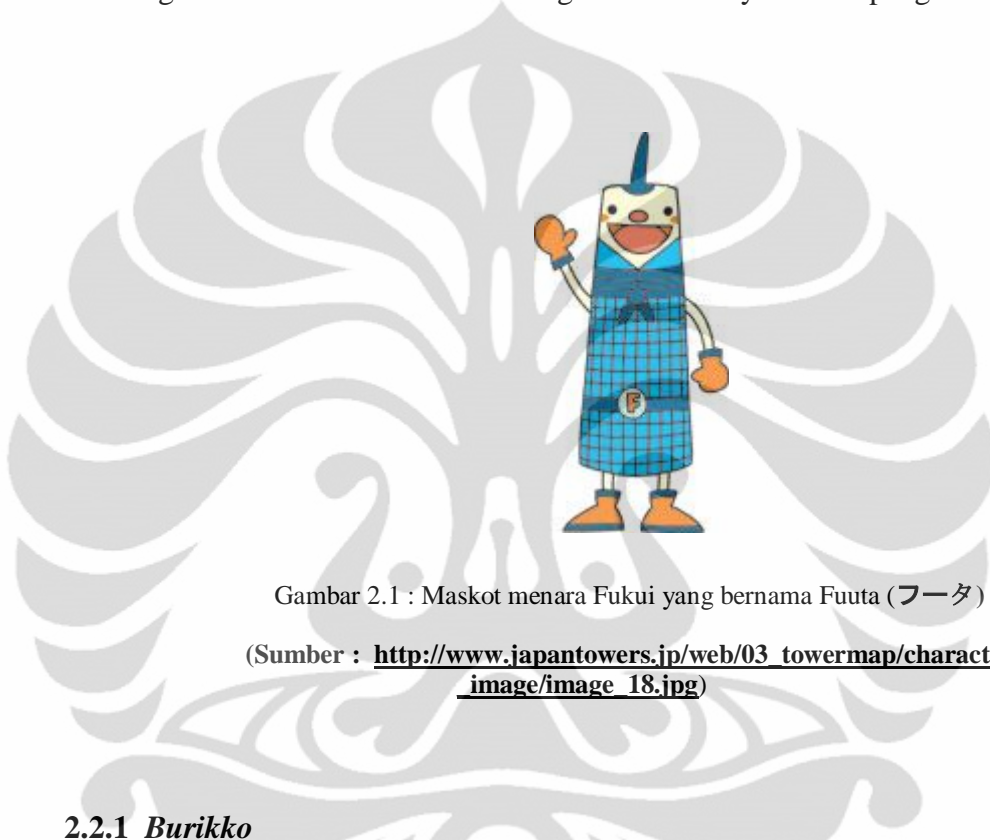 F
Gambar 2.1 : Maskot menara Fukui yang bernama Fuuta (フータ)
(Sumber : http://www.japantowers.jp/web/03_towermap/charact
_image/image_18.jpg)
2.2.1 Burikko